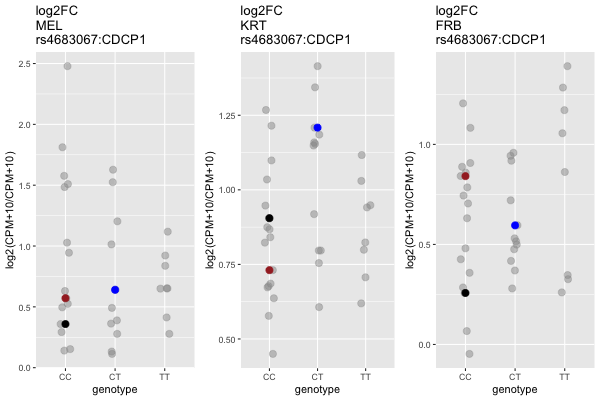 log2FC
MEL
rs4683067:CDCP1
log2(CPM+10/CPM+10)
2.5
2.0
1.5
1.0
0.5
0.0
CC CT TT
genotype
log2FC
KRT
rs4683067:CDCP1
log2(CPM+10/CPM+10)
1.25
1.00
0.75
0.50
CC CT TT
genotype
log2FC
FRB
rs4683067:CDCP1
log2(CPM+10/CPM+10)
1.0
0.5
0.0
CC CT TT
genotype